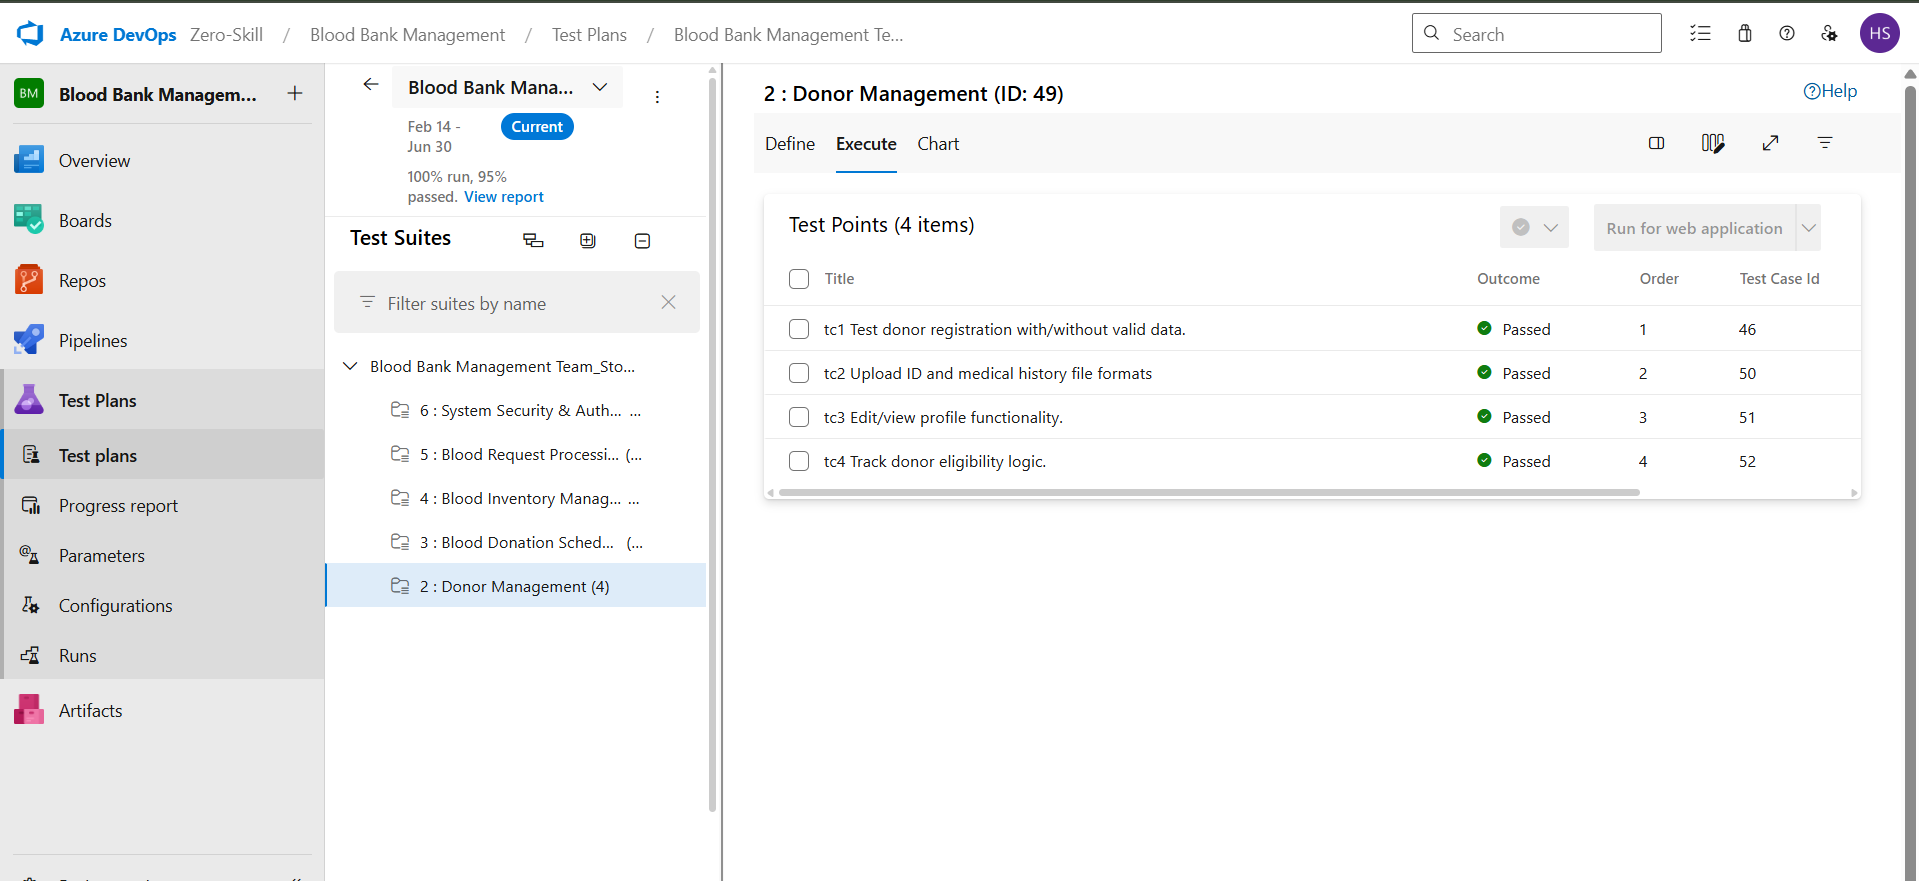 Azure DevOps Zero-Skill / Blood Bank Management / Test Plans / Blood Bank Management Te...
Search
HS
BM Blood Bank Managem...
Overview
Boards
Repos
Pipelines
Test Plans
Test plans
Progress report
Parameters
Configurations
Runs
Artifacts
Blood Bank Mana...
Feb 14 -
Jun 30
Current
100% run, 95%
passed. View report
Test Suites
Filter suites by name
Blood Bank Management Team_Sto...
6 : System Security & Auth... ...
5 : Blood Request Processi... (...
4 : Blood Inventory Manag... ...
3 : Blood Donation Sched... (...
2 : Donor Management (4)
2 : Donor Management (ID: 49)
Help
Define Execute Chart
Test Points (4 items)
Run for web application
Title Outcome Order Test Case Id
tc1 Test donor registration with/without valid data. Passed 1 46
tc2 Upload ID and medical history file formats Passed 2 50
tc3 Edit/view profile functionality. Passed 3 51
tc4 Track donor eligibility logic. Passed 4 52